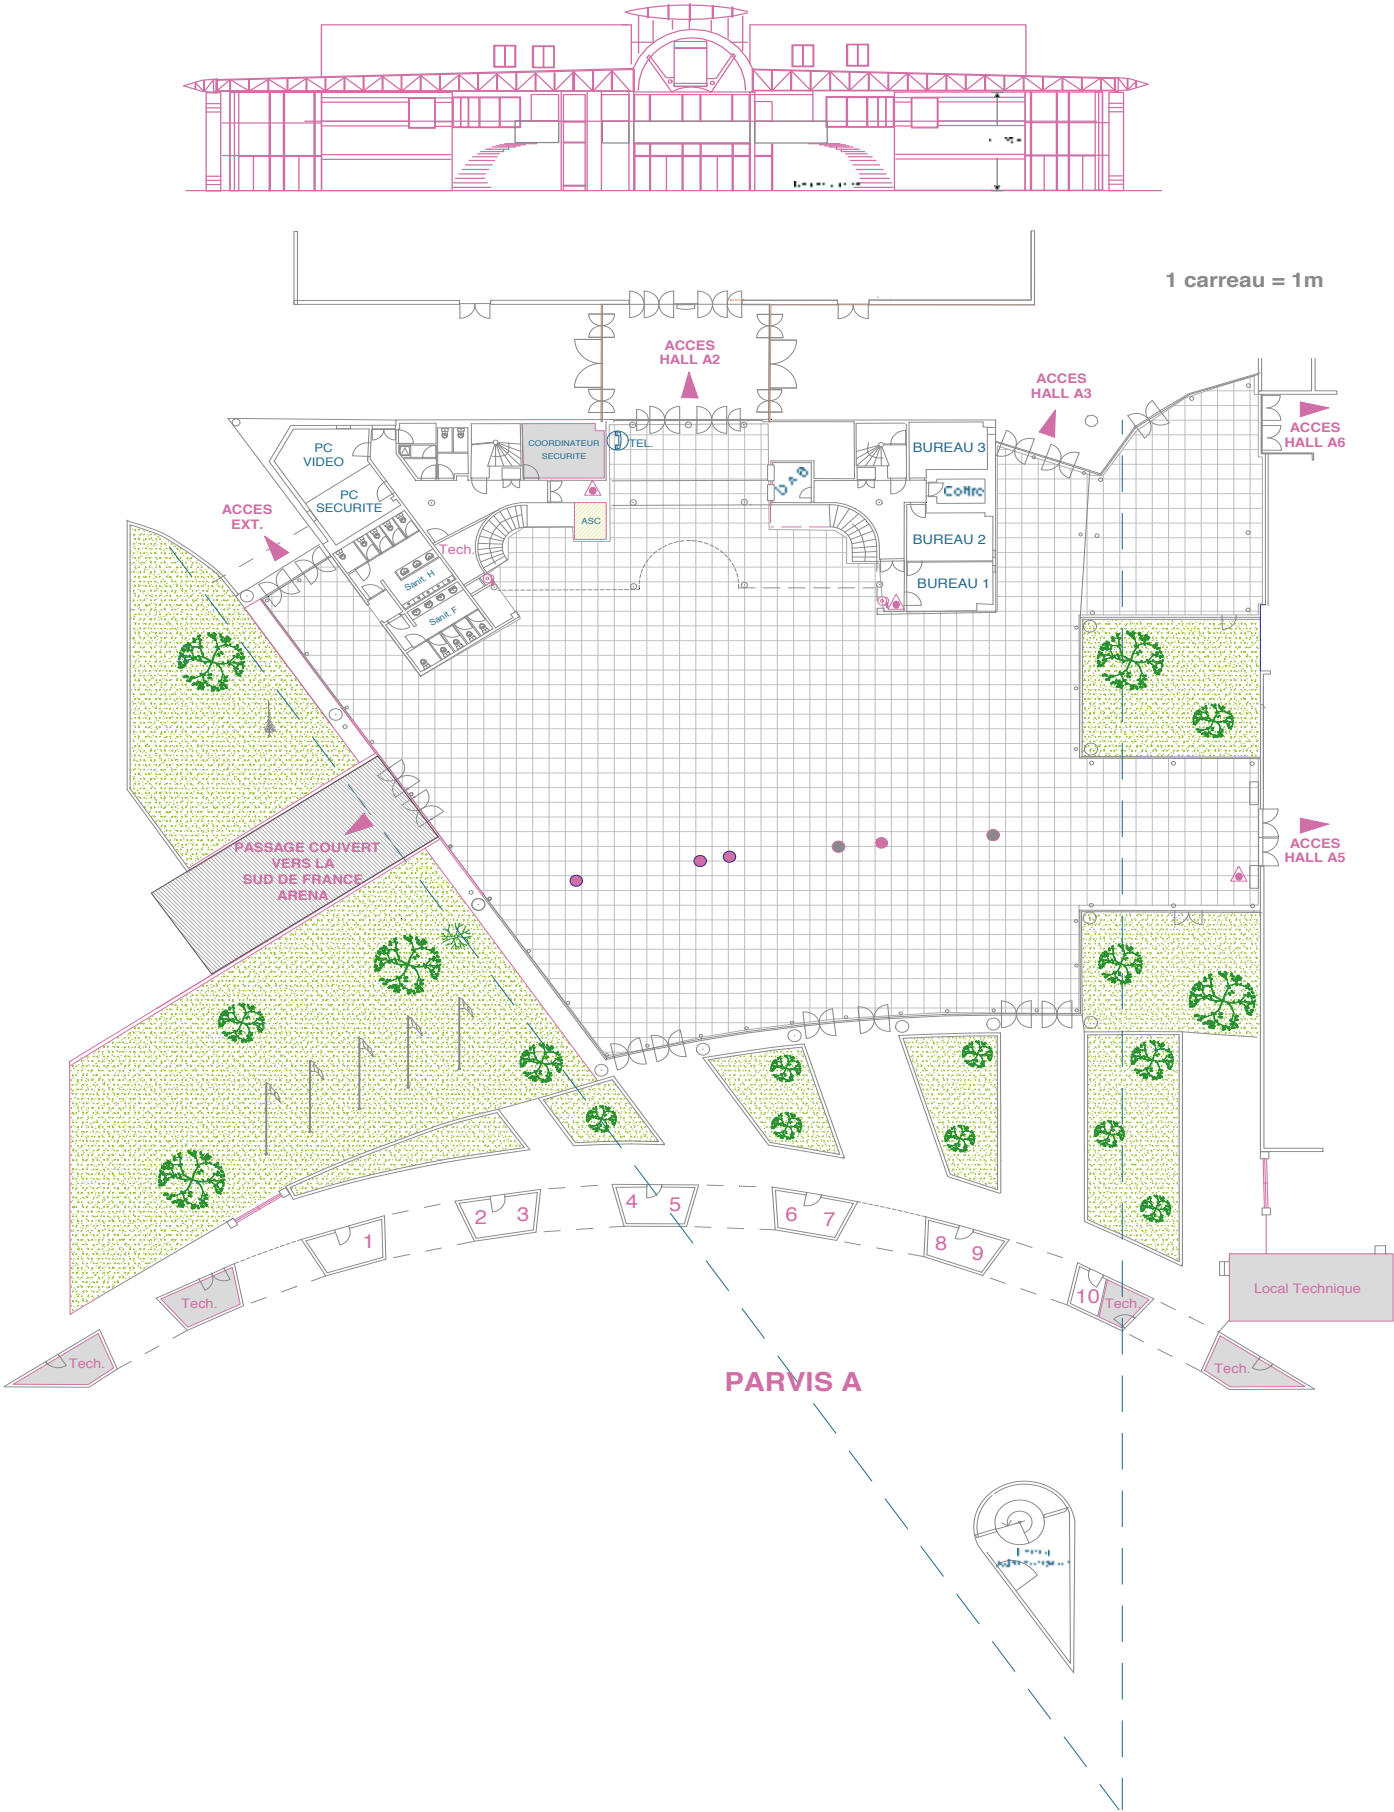 1 carreau = 1m
ACCES
HALL A2
ACCES
HALL A3
ACCES
HALL A6
PC
VIDEO
COORDINATEUR
SECURITE
TEL.
BUREAU 3
D A B
Coffre
PC
SECURITE
ACCES
EXT.
ASC
Tech.
BUREAU 2
Sanit. H
BUREAU 1
Sanit. F
PASSAGE COUVERT
VERS LA
SUD DE FRANCE
ARENA
ACCES
HALL A5
1
2
3
4
5
6
7
8
9
10
Tech.
Tech.
Tech.
Tech.
Local Technique
PARVIS A